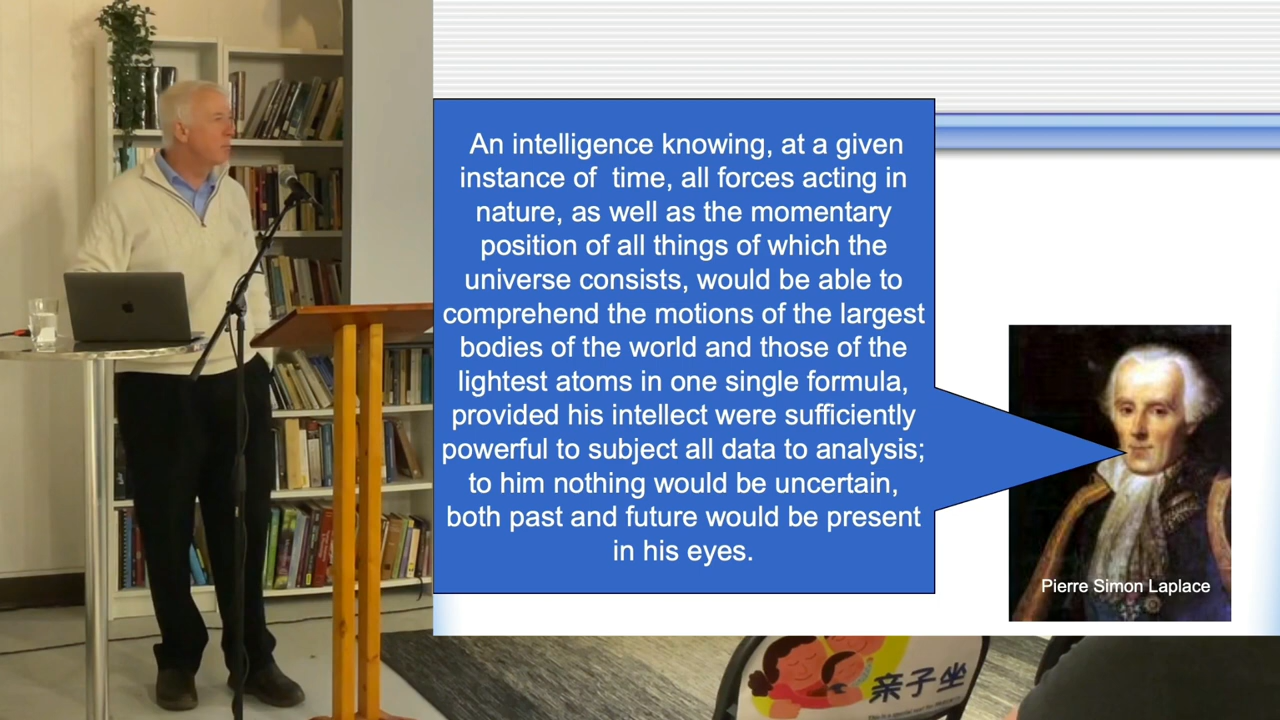 An intelligence knowing, at a given
instance of  time, all forces acting in
nature, as well as the momentary
position of all things of which the
universe consists, would be able to
comprehend the motions of the largest
bodies of the world and those of the
lightest atoms in one single formula,
provided his intellect were sufficiently
powerful to subject all data to analysis;
to him nothing would be uncertain,
both past and future would be present
in his eyes.
Pierre Simon Laplace
亲子坐